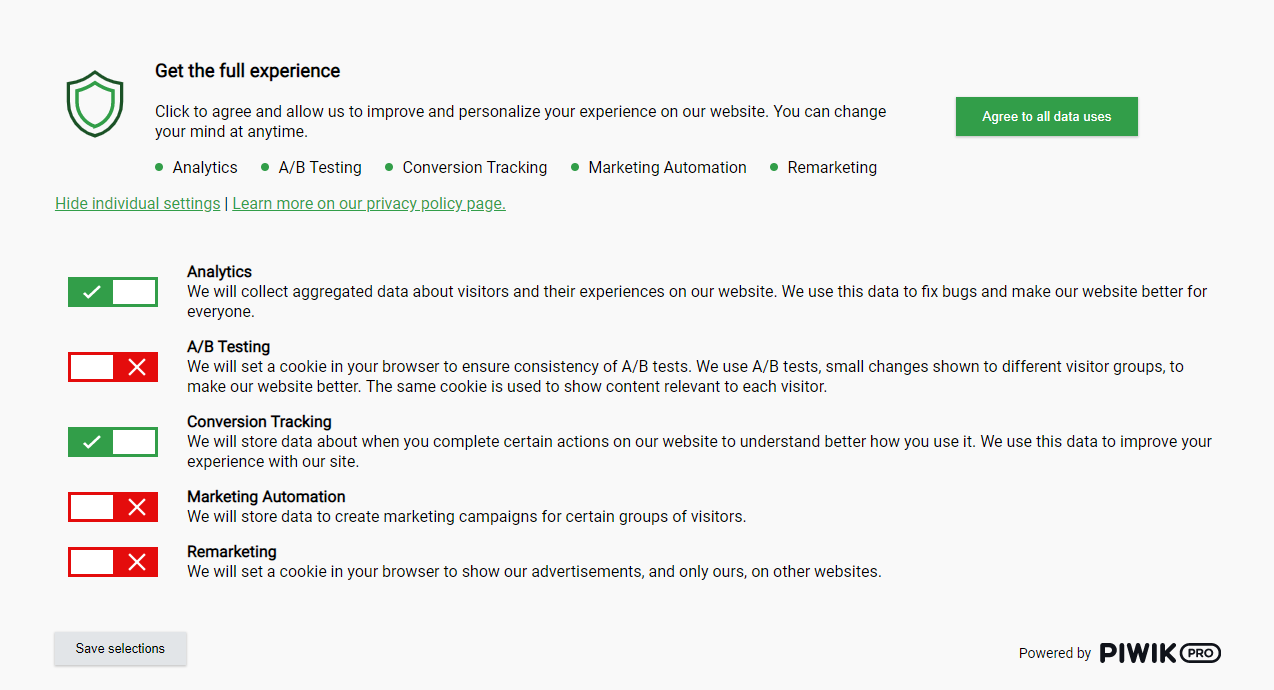 Get the full experience
Click to agree and allow us to improve and personalize your experience on our website. You can change
your mind at anytime.
Agree to all data uses
Analytics A/B Testing Conversion Tracking Marketing Automation Remarketing
Hide individual settings | Learn more on our privacy policy page.
Analytics
We will collect aggregated data about visitors and their experiences on our website. We use this data to fix bugs and make our website better for
everyone.
A/B Testing
We will set a cookie in your browser to ensure consistency of A/B tests. We use A/B tests, small changes shown to different visitor groups, to
make our website better. The same cookie is used to show content relevant to each visitor.
Conversion Tracking
We will store data about when you complete certain actions on our website to understand better how you use it. We use this data to improve your
experience with our site.
Marketing Automation
We will store data to create marketing campaigns for certain groups of visitors.
Remarketing
We will set a cookie in your browser to show our advertisements, and only ours, on other websites.
Save selections
Powered by PIWIK PRO